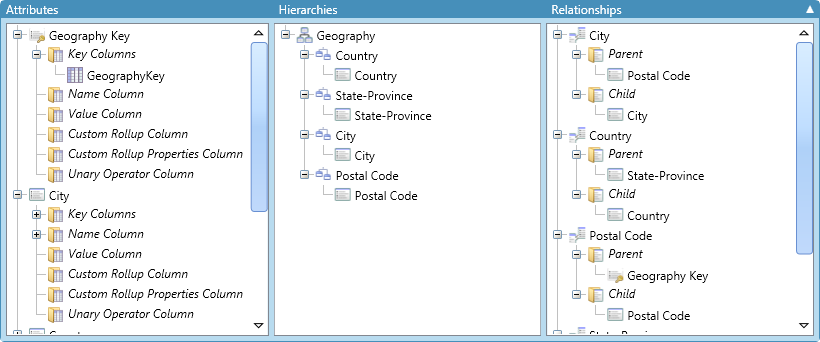 Attributes
Geography Key
Key Columns
GeographyKey
Name Column
Value Column
Custom Rollup Column
Custom Rollup Properties Column
Unary Operator Column
City
Key Columns
Name Column
Value Column
Custom Rollup Column
Custom Rollup Properties Column
Unary Operator Column
Hierarchies
Geography
Country
Country
State-Province
State-Province
City
City
Postal Code
Postal Code
Relationships
City
Parent
Postal Code
Child
City
Country
Parent
State-Province
Child
Country
Postal Code
Parent
Geography Key
Child
Postal Code